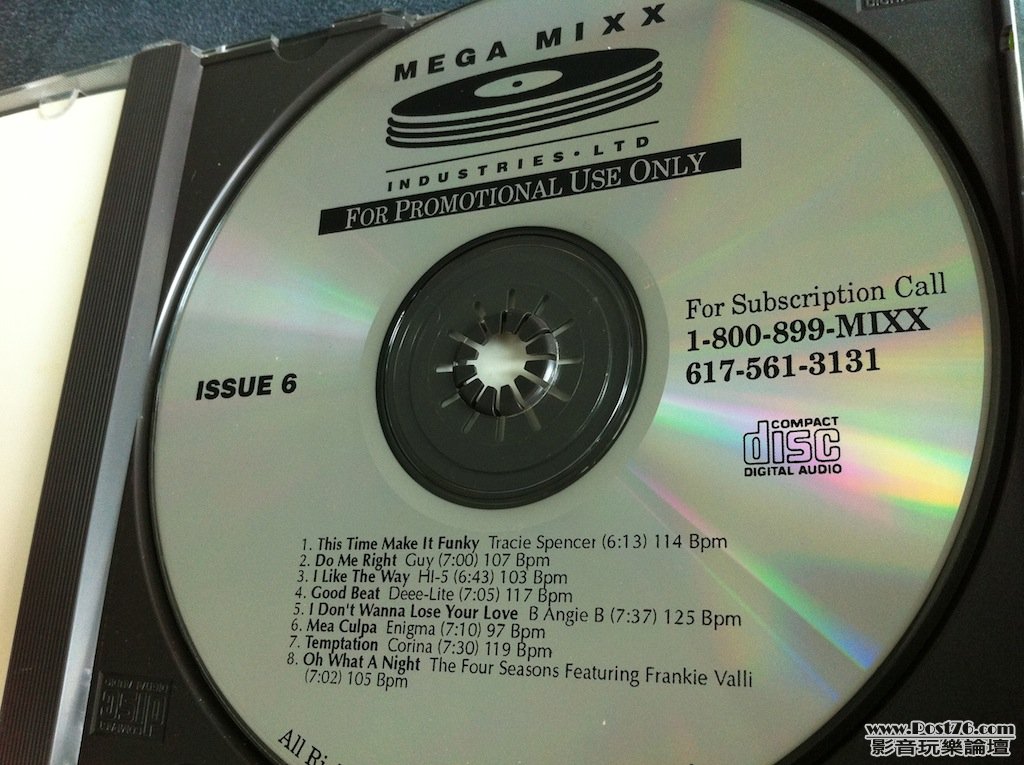 MEGA MIXX
INDUSTRIES • LTD
FOR PROMOTIONAL USE ONLY
For Subscription Call
1-800-899-MIXX
617-561-3131
ISSUE 6
COMPACT
disc
DIGITAL AUDIO
1. This Time Make It Funky Tracie Spencer (6:13) 114 Bpm
2. Do Me Right Guy (7:00) 107 Bpm
3. I Like The Way HI-5 (6:43) 103 Bpm
4. Good Beat Deee-Lite (7:05) 117 Bpm
5. I Don't Wanna Lose Your Love B Angie B (7:37) 125 Bpm
6. Mea Culpa Enigma (7:10) 97 Bpm
7. Temptation Corina (7:30) 119 Bpm
8. Oh What A Night The Four Seasons Featuring Frankie Valli
(7:02) 105 Bpm
All
www.Post76.com
影音玩樂論壇